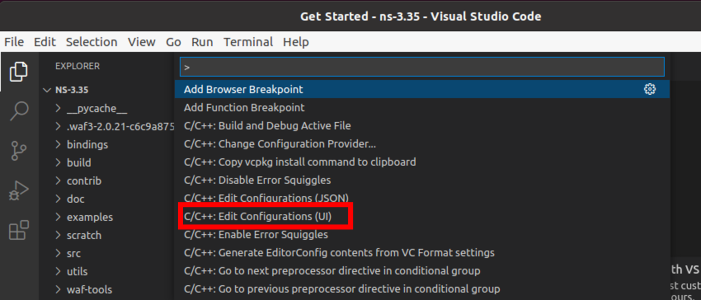 Get Started - ns-3.35 - Visual Studio Code
File Edit Selection View Go Run Terminal Help
EXPLORER
NS-3.35
__pycache__
.waf3-2.0.21-c6c9a875
bindings
build
contrib
doc
examples
scratch
src
utils
waf-tools
>
Add Browser Breakpoint
Add Function Breakpoint
C/C++: Build and Debug Active File
C/C++: Change Configuration Provider...
C/C++: Copy vcpkg install command to clipboard
C/C++: Disable Error Squiggles
C/C++: Edit Configurations (JSON)
C/C++: Edit Configurations (UI)
C/C++: Enable Error Squiggles
C/C++: Generate EditorConfig contents from VC Format settings
C/C++: Go to next preprocessor directive in conditional group
C/C++: Go to previous preprocessor directive in conditional group
th VS
st cust
ours.